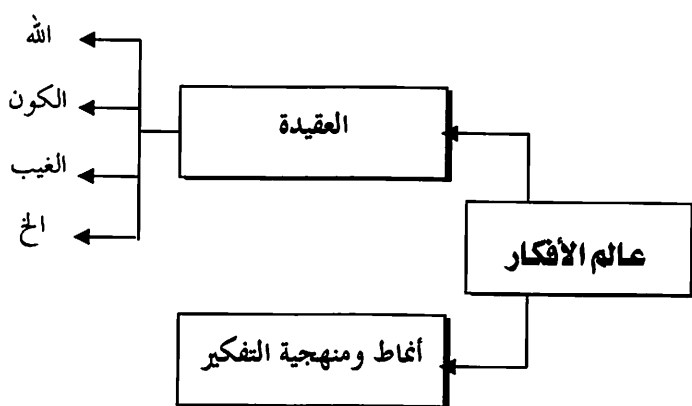 عالم الأفكار
العقيدة
الله
الكون
الغيب
الخ
أنماط ومنهجية التفكير